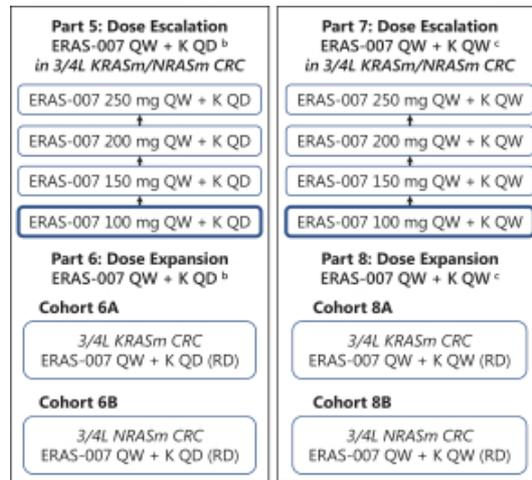 Part 5: Dose Escalation
ERAS-007 QW + K QD b
in 3/4L KRASm/NRASm CRC
ERAS-007 250 mg QW + K QD
ERAS-007 200 mg QW + K QD
ERAS-007 150 mg QW + K QD
ERAS-007 100 mg QW + K QD
Part 6: Dose Expansion
ERAS-007 QW + K QD b
Cohort 6A
3/4L KRASm CRC
ERAS-007 QW + K QD (RD)
Cohort 6B
3/4L NRASm CRC
ERAS-007 QW + K QD (RD)
Part 7: Dose Escalation
ERAS-007 QW + K QW c
in 3/4L KRASm/NRASm CRC
ERAS-007 250 mg QW + K QW
ERAS-007 200 mg QW + K QW
ERAS-007 150 mg QW + K QW
ERAS-007 100 mg QW + K QW
Part 8: Dose Expansion
ERAS-007 QW + K QW c
Cohort 8A
3/4L KRASm CRC
ERAS-007 QW + K QW (RD)
Cohort 8B
3/4L NRASm CRC
ERAS-007 QW + K QW (RD)